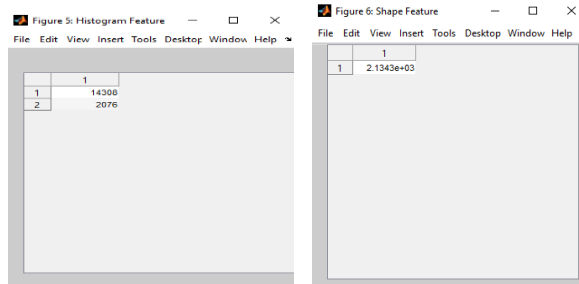 Figure 5: Histogram Feature
File Edit View Insert Tools Desktop Window Help
1
1 14308
2 2076
Figure 6: Shape Feature
File Edit View Insert Tools Desktop Window Help
1
1 2.1343e+03